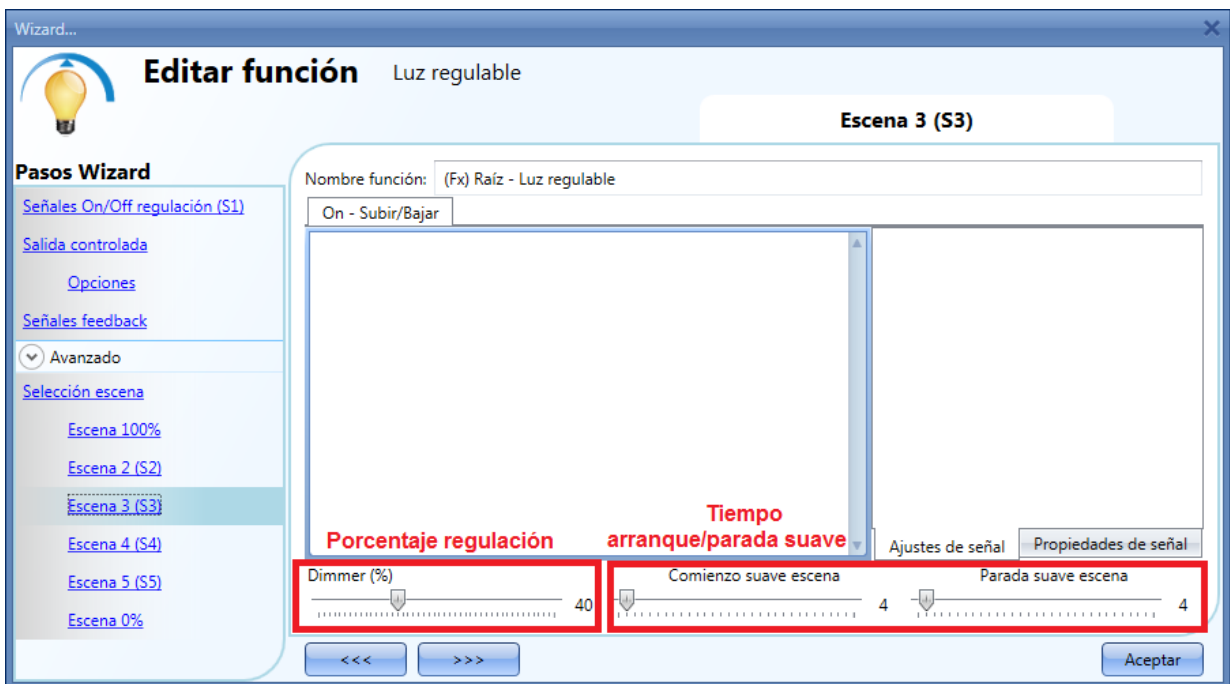 Wizard...
Editar función Luz regulable
Escena 3 (S3)
Pasos Wizard
Señales On/Off regulación (S1)
Salida controlada
Opciones
Señales feedback
Avanzado
Selección escena
Escena 100%
Escena 2 (S2)
Escena 3 (S3)
Escena 4 (S4)
Escena 5 (S5)
Escena 0%
Nombre función: (Fx) Raíz - Luz regulable
On - Subir/Bajar
Porcentaje regulación
Tiempo
arranque/parada suave
Ajustes de señal Propiedades de señal
Dimmer (%) Comienzo suave escena Parada suave escena
40 4 4
<<< >>> Aceptar